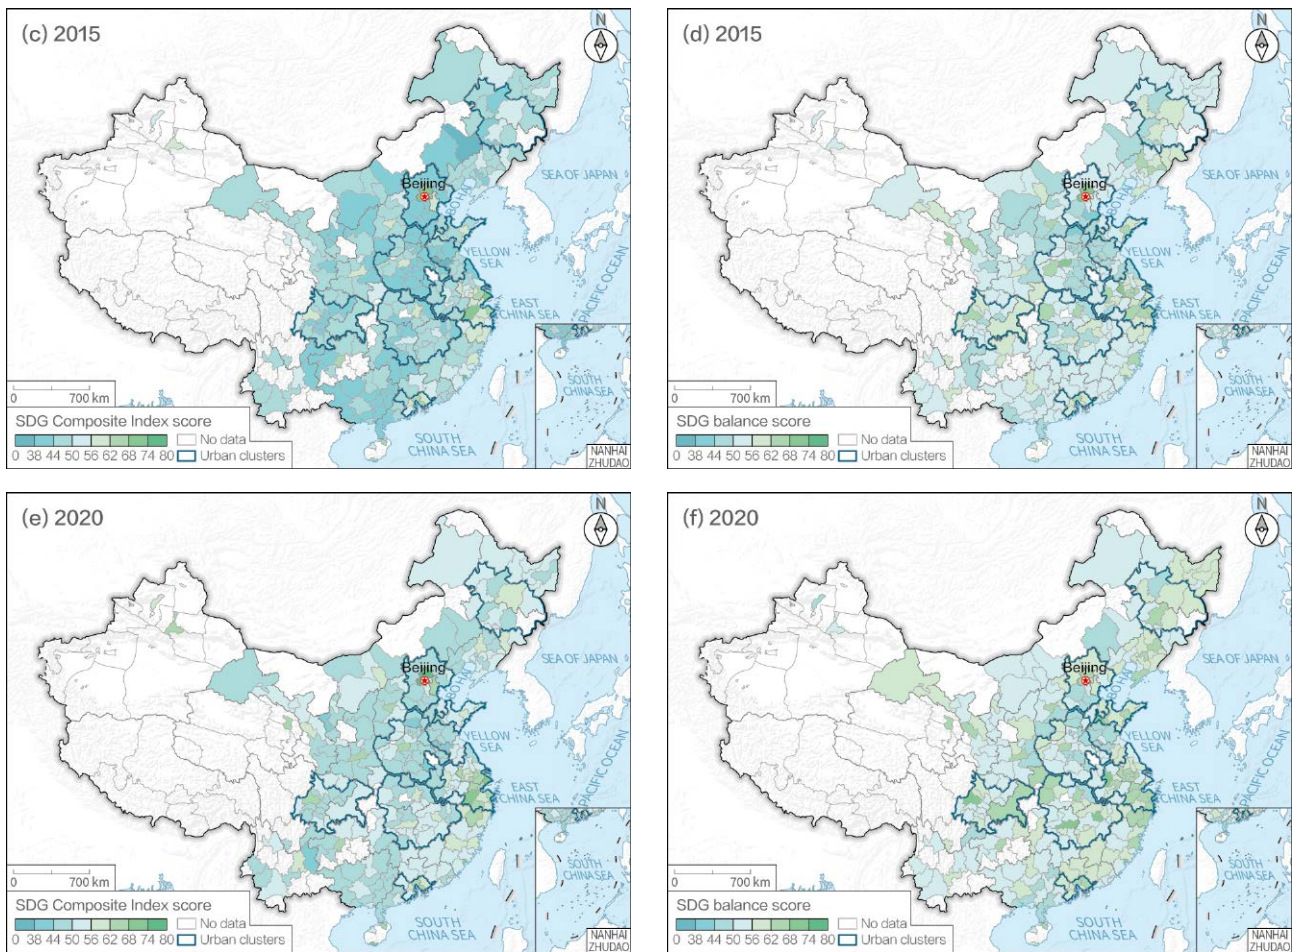 (c) 2015
N
Beijing
BOHAI
SEA OF JAPAN
YELLOW
SEA
EAST
CHINA SEA
PACIFIC OCEAN
SOUTH
CHINA SEA
SOUTH
CHINA SEA
NANHAI
ZHUDAO
0 700 km
SDG Composite Index score
0 38 44 50 56 62 68 74 80
No data
Urban clusters
(d) 2015
N
Beijing
BOHAI
SEA OF JAPAN
YELLOW
SEA
EAST
CHINA SEA
PACIFIC OCEAN
SOUTH
CHINA SEA
SOUTH
CHINA SEA
NANHAI
ZHUDAO
0 700 km
SDG balance score
0 38 44 50 56 62 68 74 80
No data
Urban clusters
(e) 2020
N
Beijing
BOHAI
SEA OF JAPAN
YELLOW
SEA
EAST
CHINA SEA
PACIFIC OCEAN
SOUTH
CHINA SEA
SOUTH
CHINA SEA
NANHAI
ZHUDAO
0 700 km
SDG Composite Index score
0 38 44 50 56 62 68 74 80
No data
Urban clusters
(f) 2020
N
Beijing
BOHAI
SEA OF JAPAN
YELLOW
SEA
EAST
CHINA SEA
PACIFIC OCEAN
SOUTH
CHINA SEA
SOUTH
CHINA SEA
NANHAI
ZHUDAO
0 700 km
SDG balance score
0 38 44 50 56 62 68 74 80
No data
Urban clusters